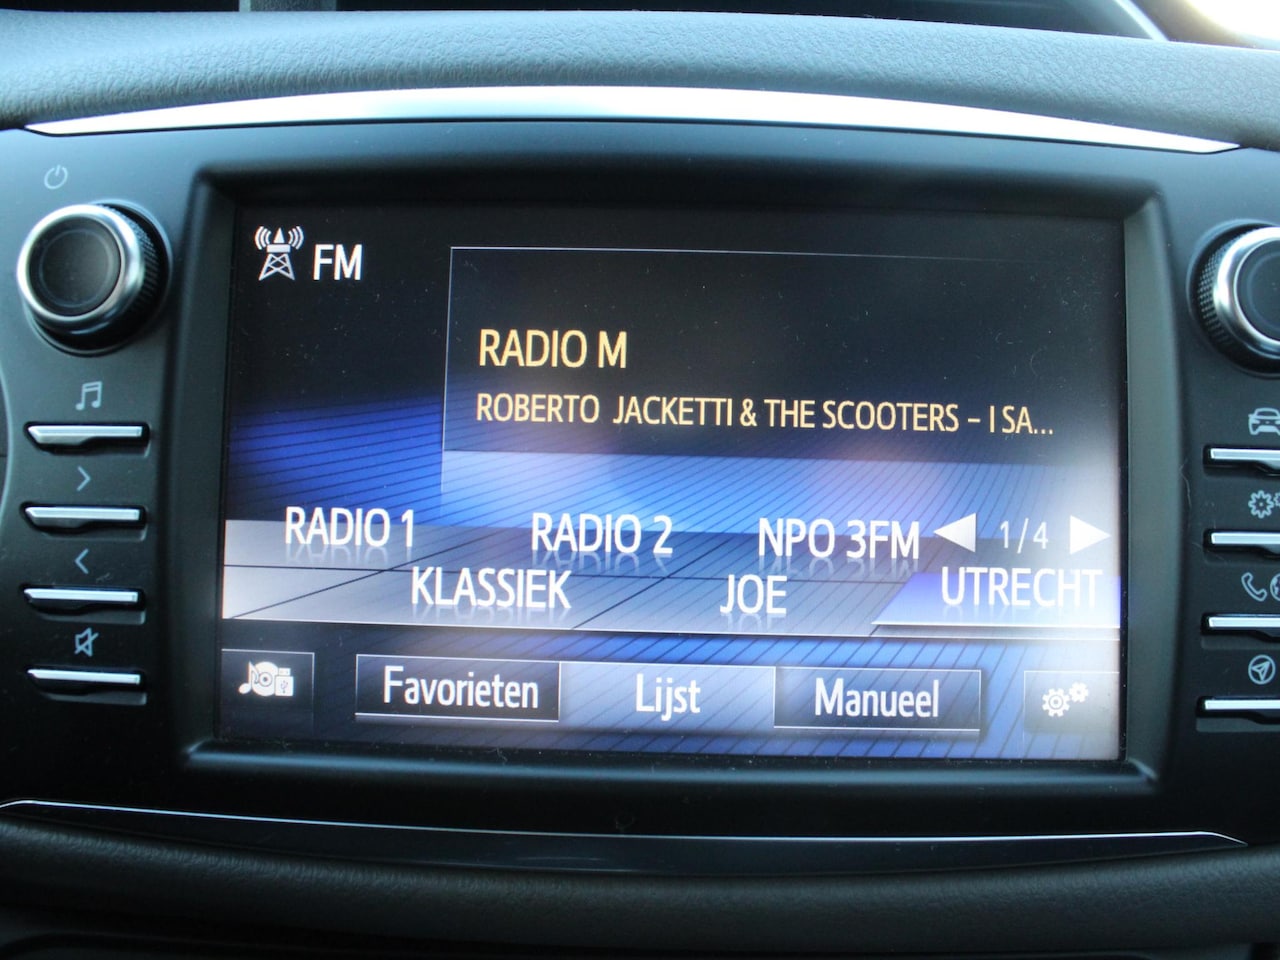 FM
RADIO M
ROBERTO JACKETTI & THE SCOOTERS - I SA...
RADIO 1 RADIO 2 NPO 3FM 1/4
KLASSIEK JOE UTRECHT
Favorieten Lijst Manueel